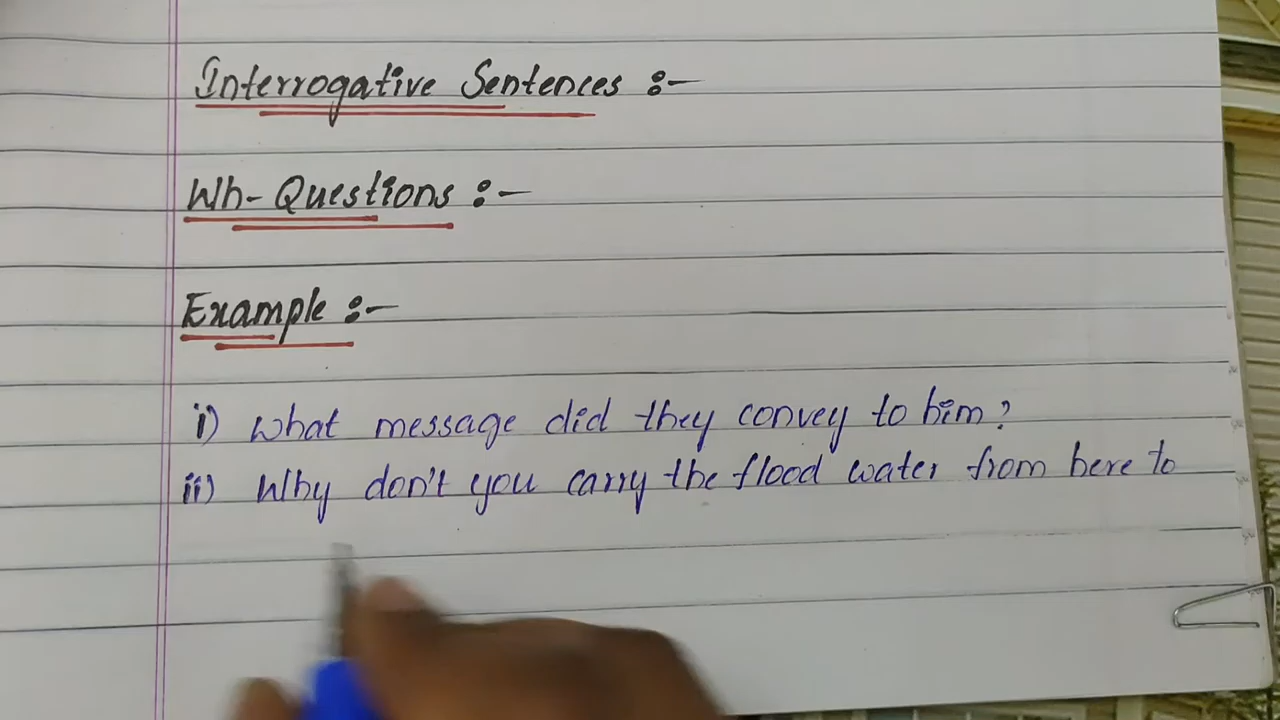 Interrogative Sentences :-
Wh-Questions :-
Example :-
i) What message did they convey to him?
ii) Why don't you carry the flood water from here to